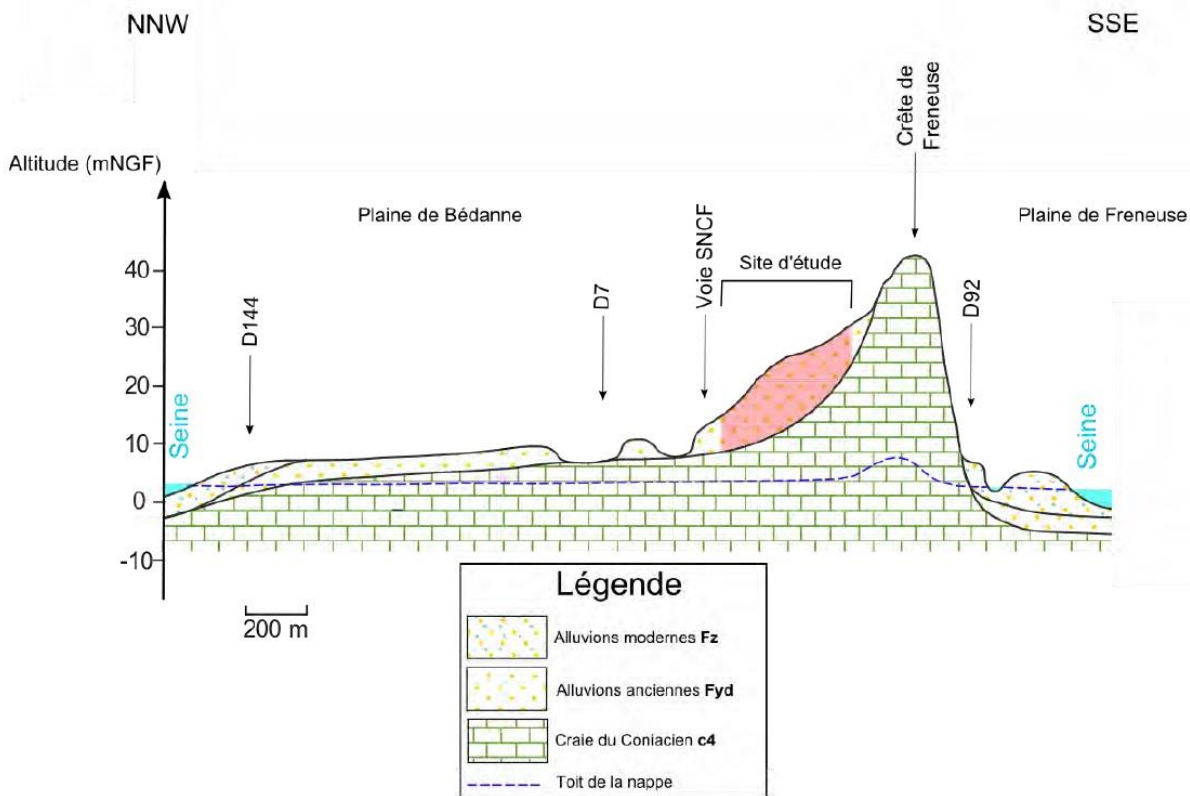 NNW
SSE
Crête de
Freneuse
Altitude (mNGF)
Plaine de Bédanne
Plaine de Freneuse
Voie SNCF
Site d'étude
D144
D7
D92
40
30
20
10
0
-10
Seine
Seine
200 m
Légende
Alluvions modernes Fz
Alluvions anciennes Fyd
Craie du Coniacien c4
Toit de la nappe